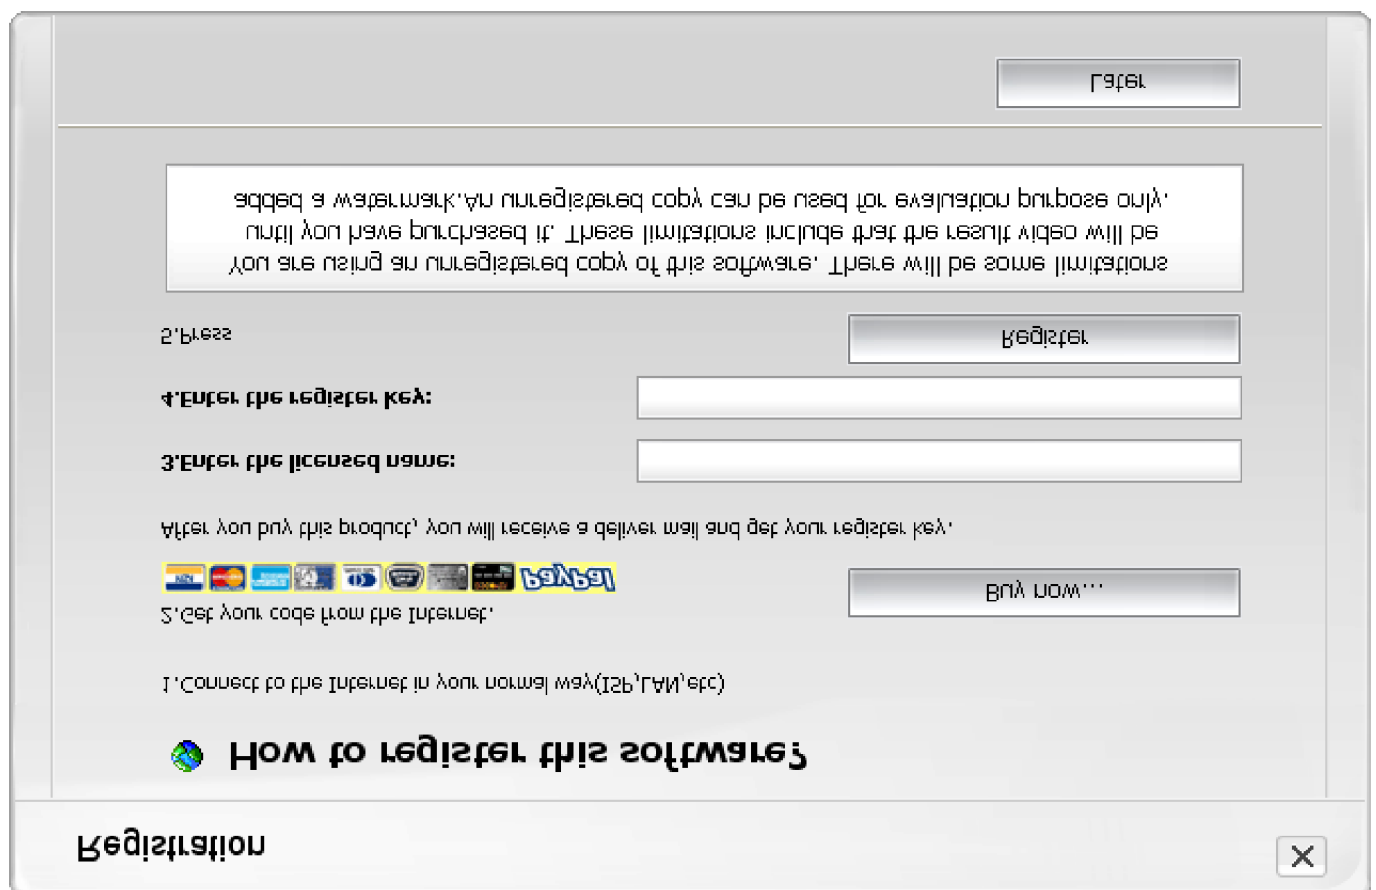 Registration
How to register this software?
1.Connect to the Internet in your normal way(ISP,LAN,etc)
2.Get your code from the Internet.
Buy now...
VISA
PayPal
After you buy this product, you will receive a deliver mail and get your register key.
3.Enter the licensed name:
4.Enter the register key:
5.Press
Register
You are using an unregistered copy of this software. There will be some limitations
until you have purchased it. These limitations include that the result video will be
added a watermark.An unregistered copy can be used for evaluation purpose only.
Later